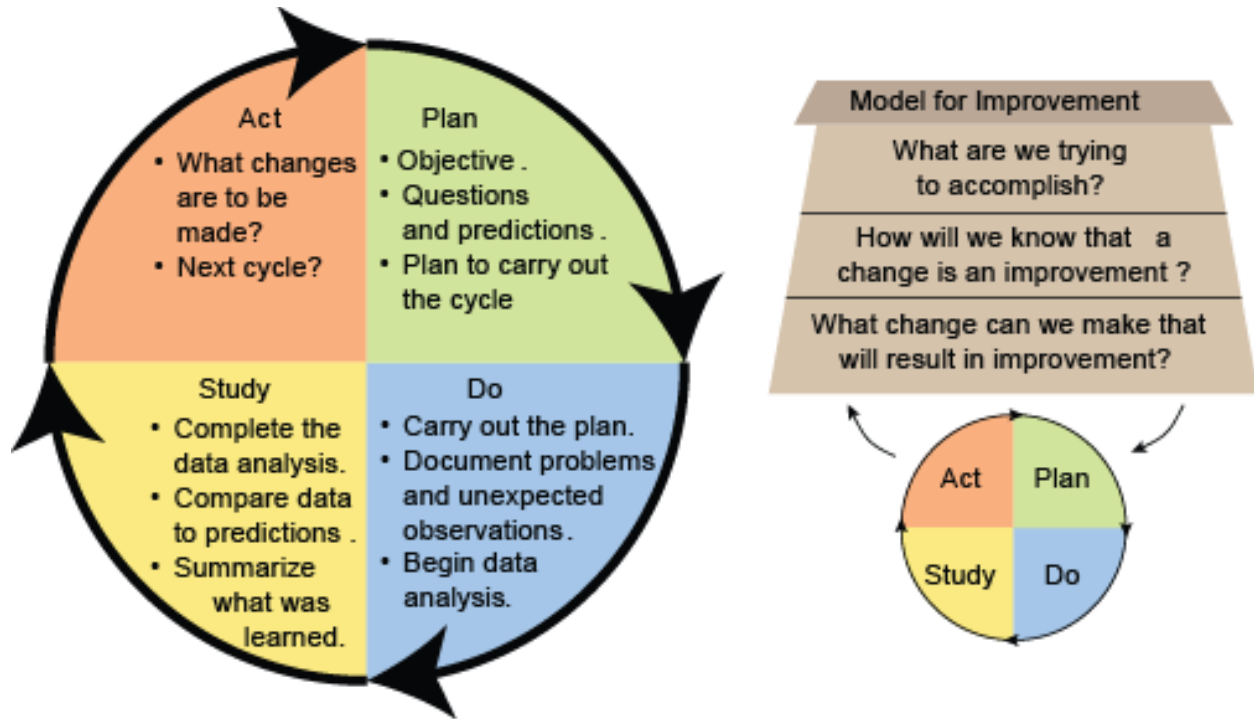 Act
• What changes
are to be
made?
• Next cycle?
Plan
• Objective .
• Questions
and predictions .
• Plan to carry out
the cycle
Study
• Complete the
data analysis.
• Compare data
to predictions .
• Summarize
what was
learned.
Do
• Carry out the plan.
• Document problems
and unexpected
observations.
• Begin data
analysis.
Model for Improvement
What are we trying
to accomplish?
How will we know that a
change is an improvement ?
What change can we make that
will result in improvement?
Act
Plan
Study
Do